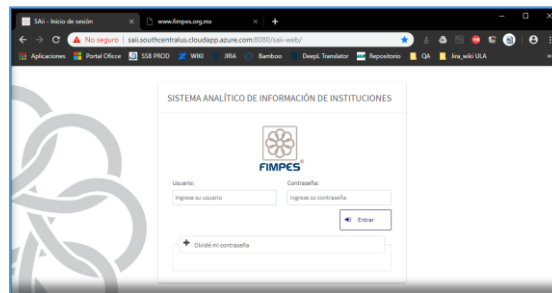 SAii - Inicio de sesión
www.fimpes.org.mx
No seguro | saii.southcentralus.cloudapp.azure.com:8080/saii-web/
Aplicaciones Portal Oficce SSB PROD WIKI JIRA Bamboo DeepL Translator Repositorio QA Jira_wiki ULA
SISTEMA ANALÍTICO DE INFORMACIÓN DE INSTITUCIONES
FIMPES
Usuario: Contraseña:
Ingrese su usuario Ingrese su contraseña
Entrar
Olvidé mi contraseña